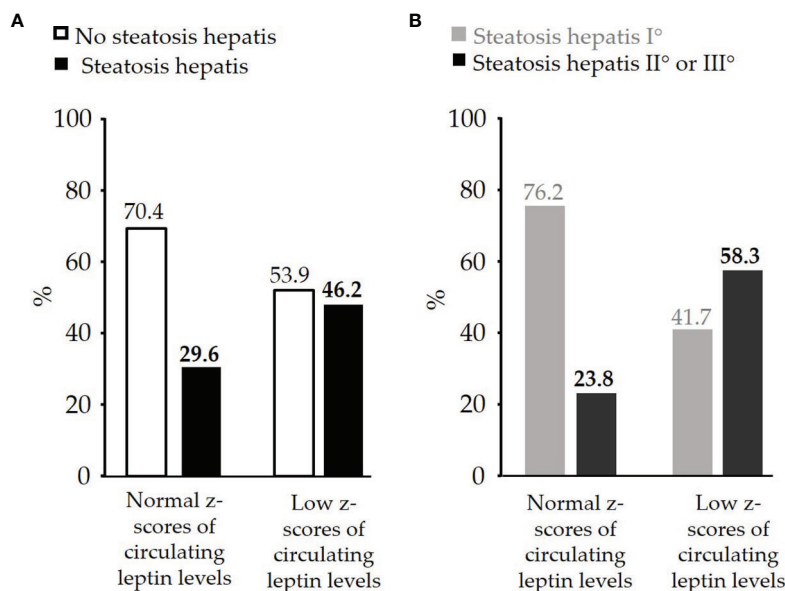 A
No steatosis hepatis
Steatosis hepatis
100
80
60
40
20
0
%
70.4
29.6
53.9
46.2
Normal z-
scores of
circulating
leptin levels
Low z-
scores of
circulating
leptin levels
B
Steatosis hepatis I°
Steatosis hepatis II° or III°
100
80
60
40
20
0
%
76.2
23.8
41.7
58.3
Normal z-
scores of
circulating
leptin levels
Low z-
scores of
circulating
leptin levels